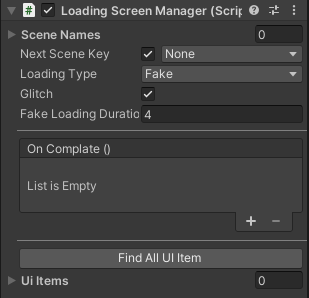 Loading Screen Manager (Scrip
Scene Names 0
Next Scene Key None
Loading Type Fake
Glitch
Fake Loading Duratio 4
On Complate ()
List is Empty
+ −
Find All UI Item
Ui Items 0